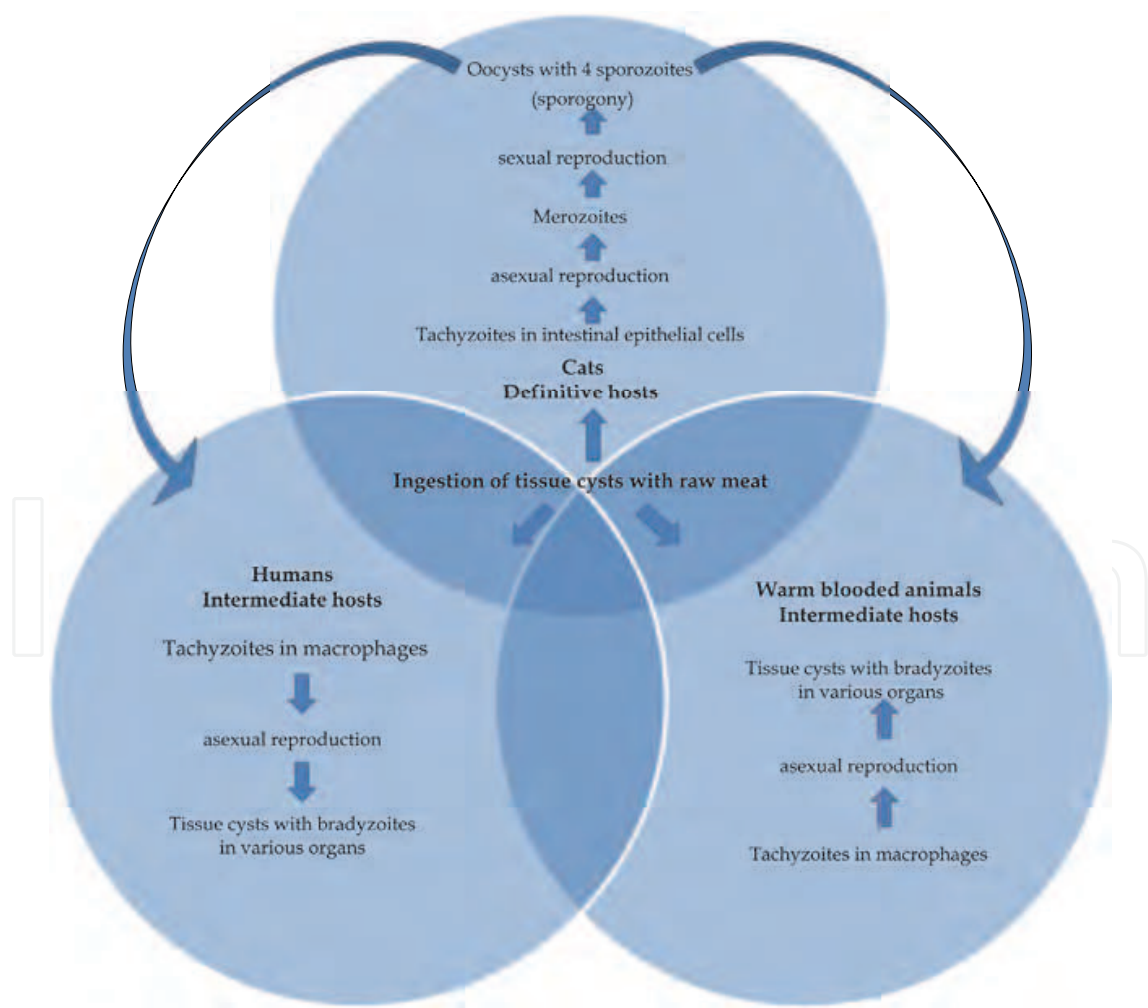 Oocysts with 4 sporozoites
(sporogony)
sexual reproduction
Merozoites
asexual reproduction
Tachyzoites in intestinal epithelial cells
Cats
Definitive hosts
Ingestion of tissue cysts with raw meat
Humans
Intermediate hosts
Tachyzoites in macrophages
asexual reproduction
Tissue cysts with bradyzoites
in various organs
Warm blooded animals
Intermediate hosts
Tissue cysts with bradyzoites
in various organs
asexual reproduction
Tachyzoites in macrophages